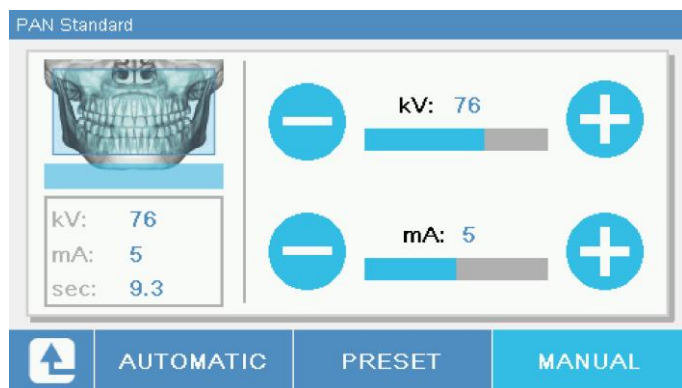 PAN Standard
kV: 76
mA: 5
sec: 9.3
kV: 76
mA: 5
AUTOMATIC
PRESET
MANUAL